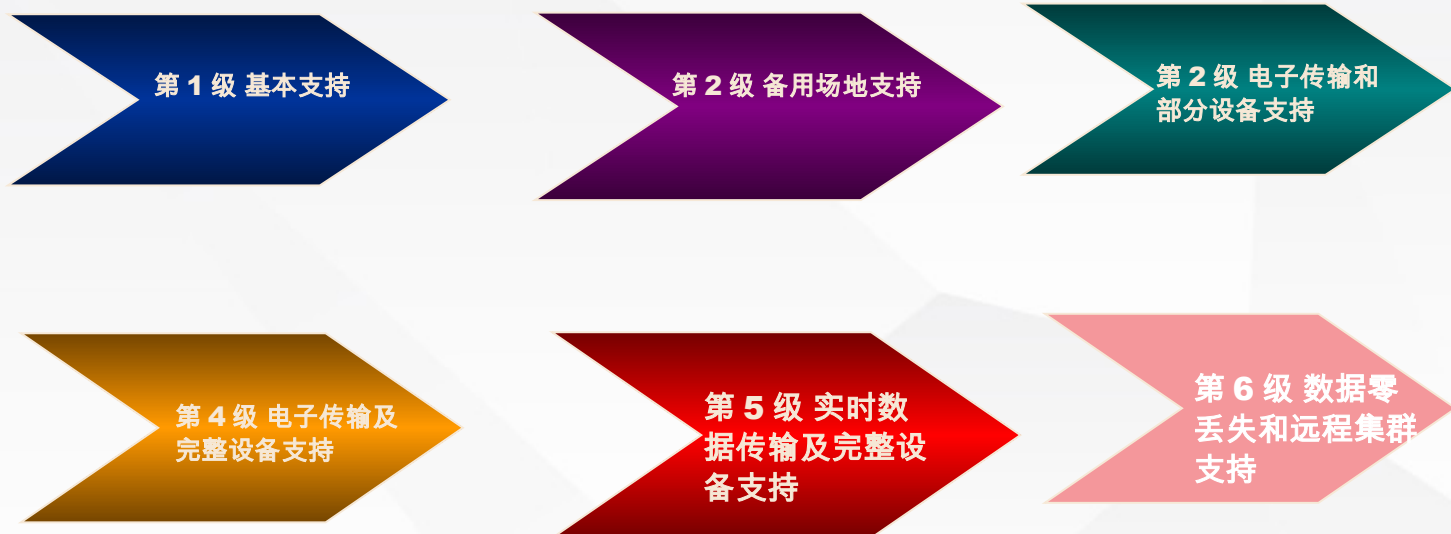 第 1 级 基本支持
第 2 级 备用场地支持
第 2 级 电子传输和
部分设备支持
第 4 级 电子传输及
完整设备支持
第 5 级 实时数
据传输及完整设
备支持
第 6 级 数据零
丢失和远程集群
支持